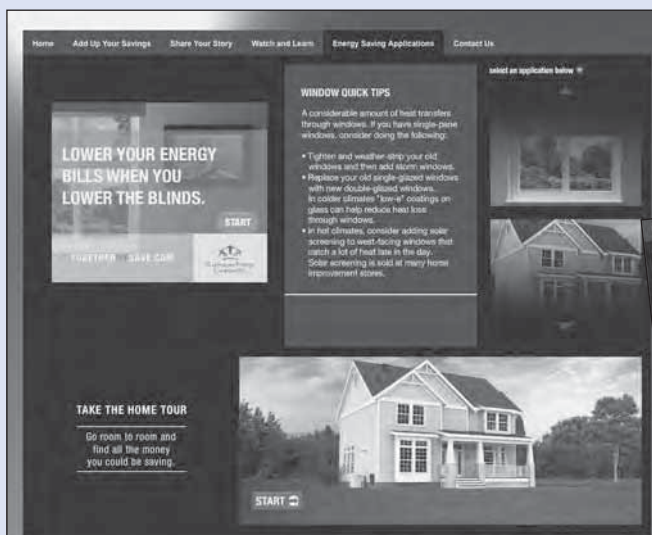 Home Add Up Your Savings Share Your Story Watch and Learn Energy Saving Applications Contact Us
LOWER YOUR ENERGY
BILLS WHEN YOU
LOWER THE BLINDS.
START
TOGETHERWESAVE.COM
WINDOW QUICK TIPS
A considerable amount of heat transfers
through windows. If you have single-pane
windows, consider doing the following:
• Tighten and weather-strip your old
windows and then add storm windows.
• Replace your old single-glazed windows
with new double-glazed windows.
In colder climates "low-e" coatings on
glass can help reduce heat loss
through windows.
• In hot climates, consider adding solar
screening to west-facing windows that
catch a lot of heat late in the day.
Solar screening is sold at many home
improvement stores.
select an application below
TAKE THE HOME TOUR
Go room to room and
find all the money
you could be saving.
START